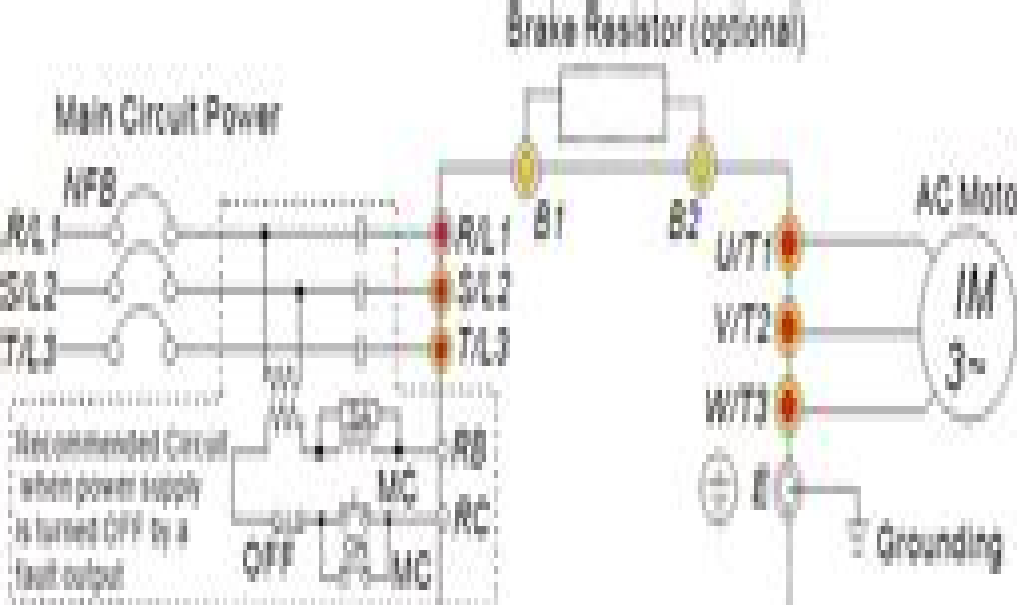 Brake Resistor (optional)
Main Circuit Power
NFB
R/L1
S/L2
T/L3
R/L1
S/L2
T/L3
B1
B2
AC Moto
U/T1
V/T2
W/T3
IM
3~
Recommended Circuit
when power supply
is turned OFF by a
fault output
RB
MC
RC
OFF
MC
E
Grounding